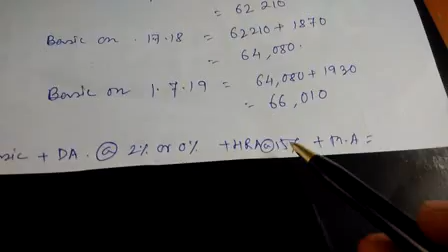 = 62210
Basic on 1.7.18 = 62210 + 1870
= 64,080.
Basic on 1.7.19 = 64,080 + 1930
= 66,010
+ DA. @ 2% or 0% + HRA @ 15% + M.A =